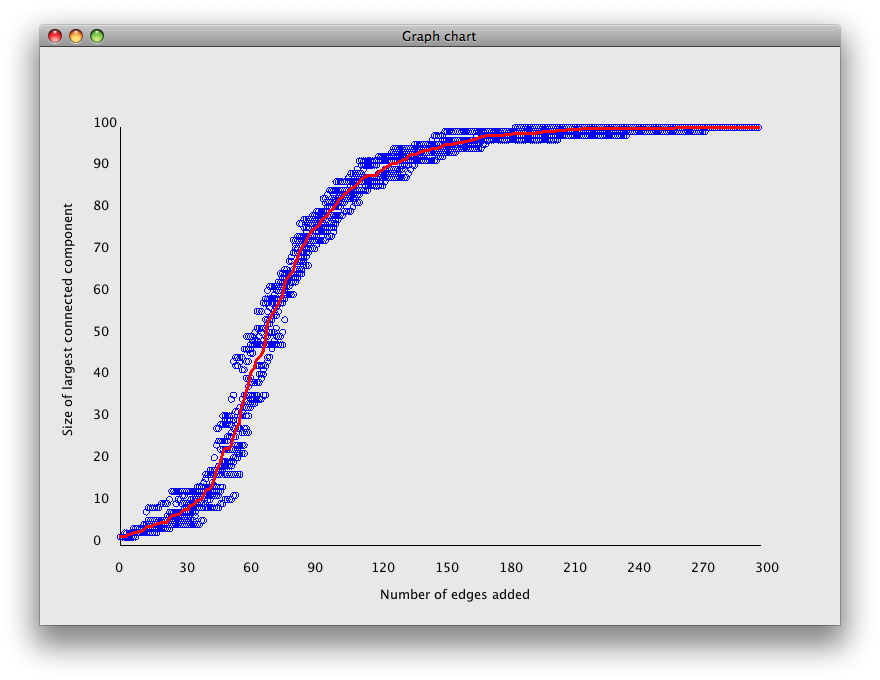 Graph chart
100
90
80
70
60
50
40
30
20
10
0
Size of largest connected component
0 30 60 90 120 150 180 210 240 270 300
Number of edges added